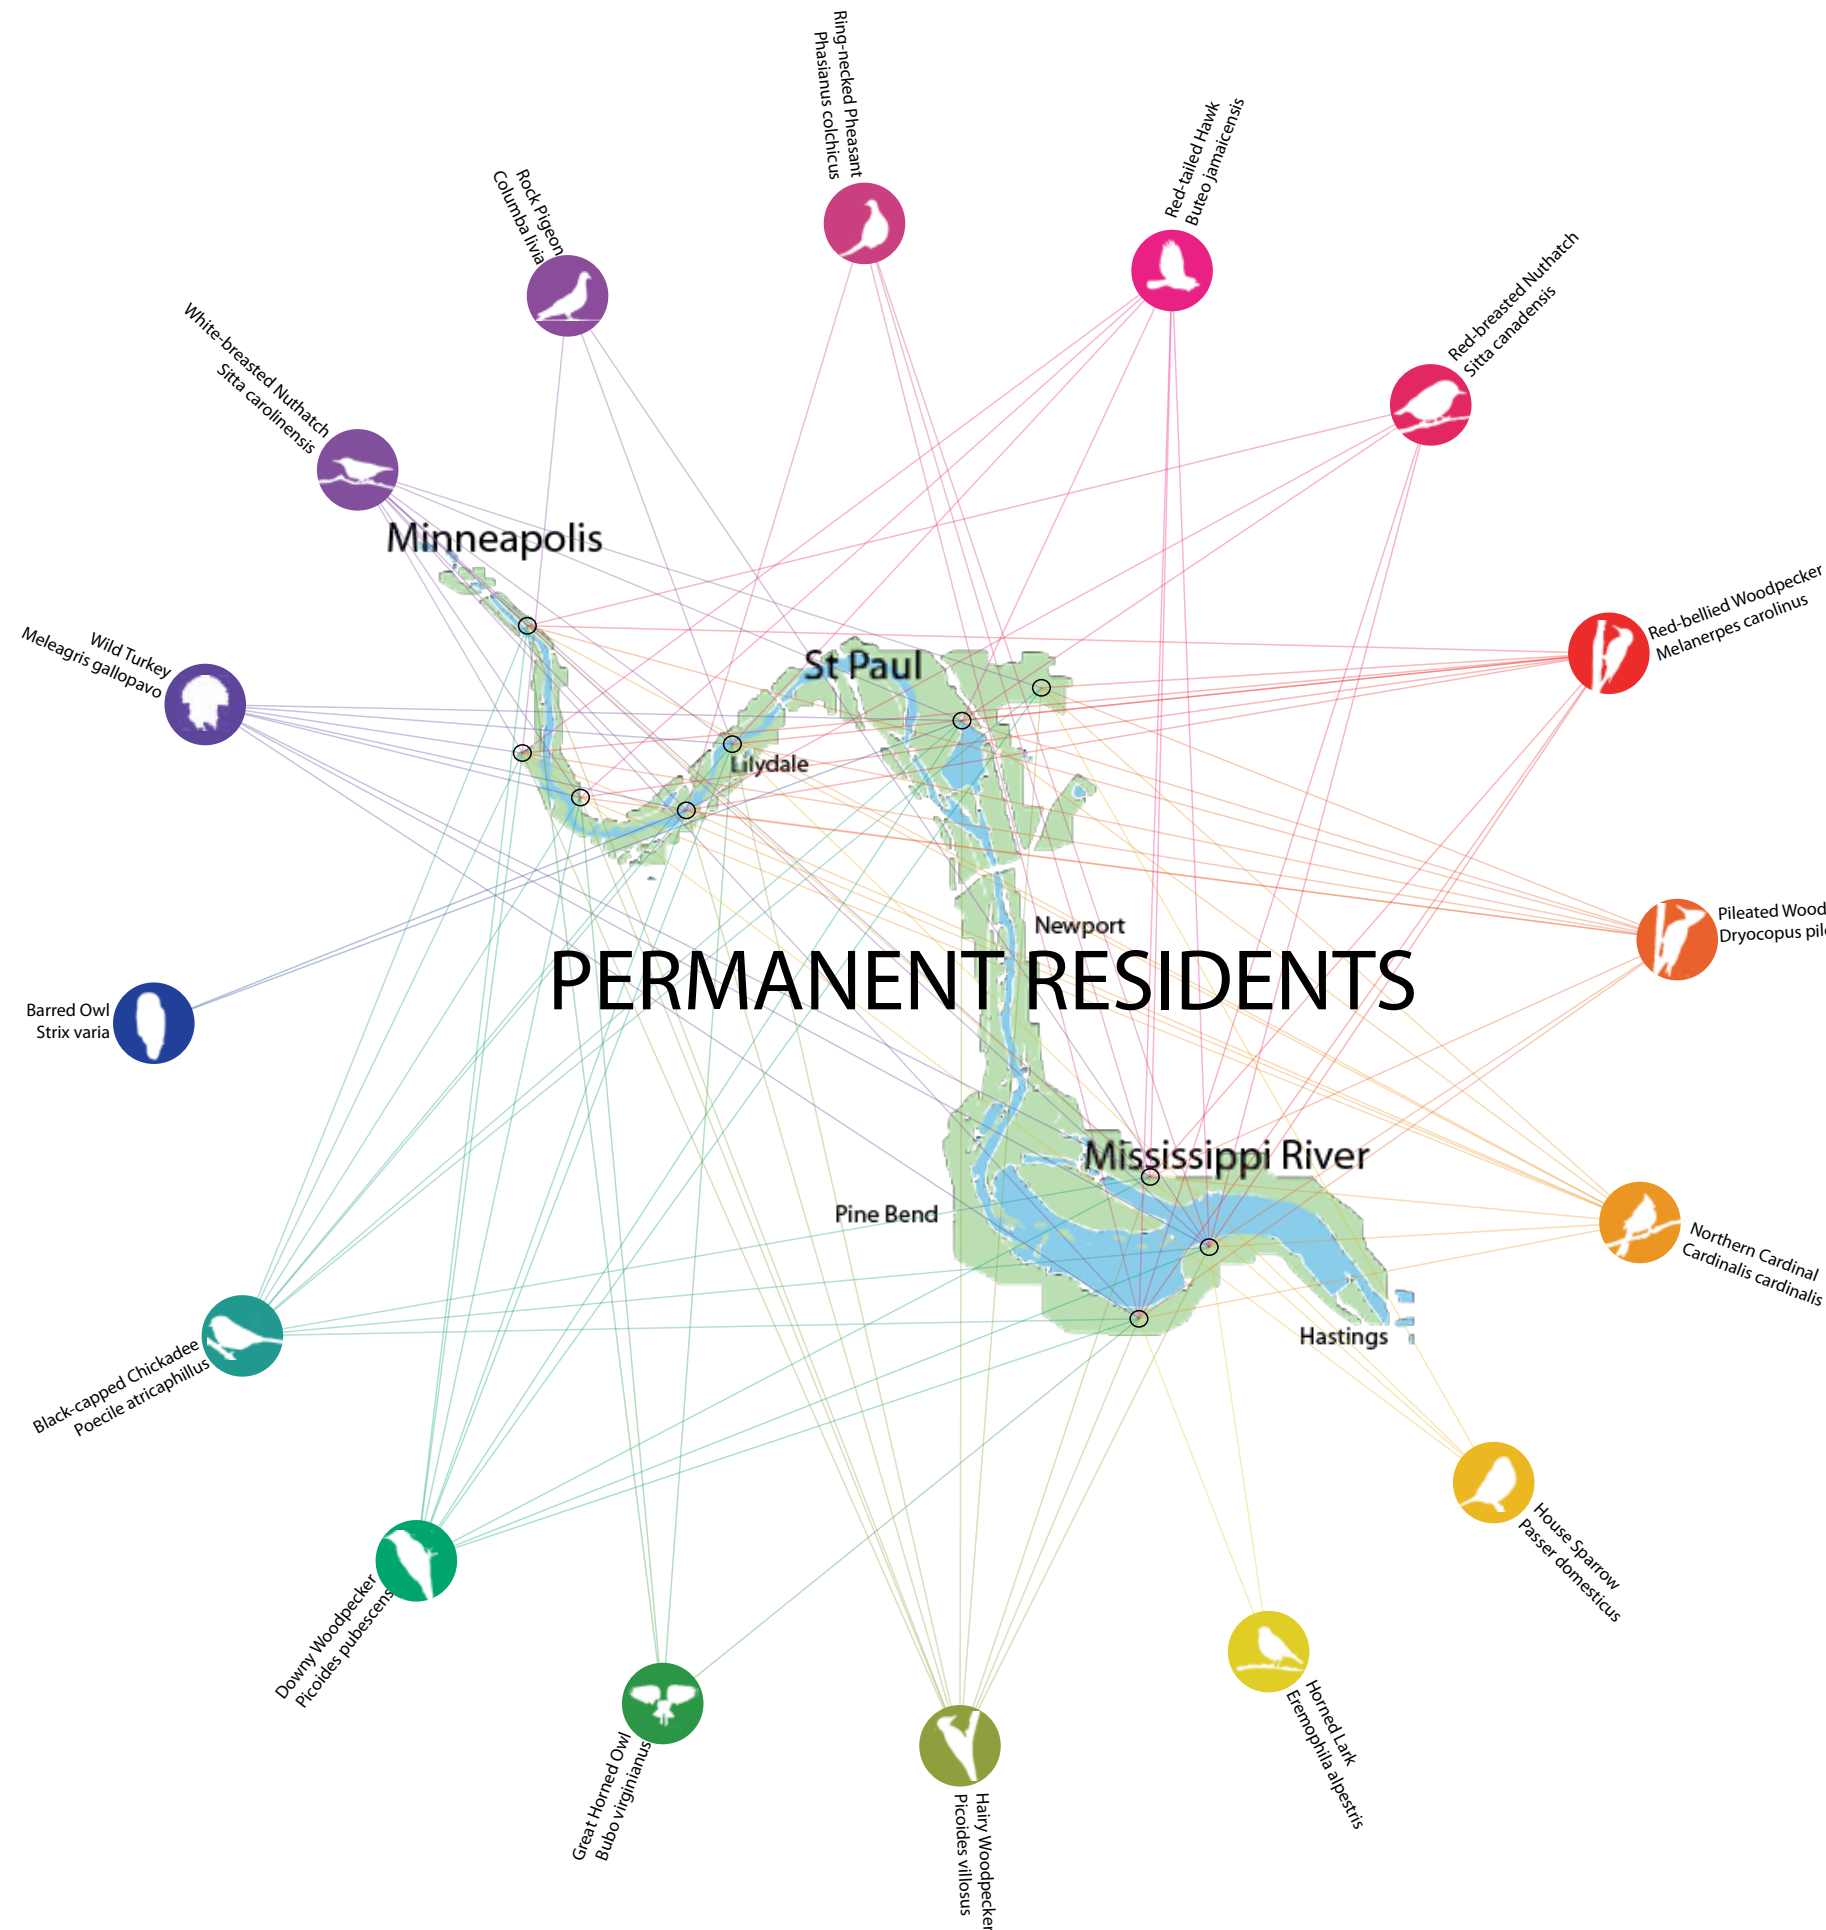 Ring-necked Pheasant
Phasianus colchicus
Red-tailed Hawk
Buteo jamaicensis
Rock Pigeon
Columba livia
Red-breasted Nuthatch
Sitta canadensis
White-breasted Nuthatch
Sitta carolinensis
Minneapolis
Red-bellied Woodpecker
Melanerpes carolinus
Wild Turkey
Meleagris gallopavo
St Paul
Lilydale
Pileated Wood
Dryocopus pile
Newport
PERMANENT RESIDENTS
Barred Owl
Strix varia
Mississippi River
Pine Bend
Northern Cardinal
Cardinalis cardinalis
Hastings
Black-capped Chickadee
Poecile atricaphillus
House Sparrow
Passer domesticus
Downy Woodpecker
Picoides pubescens
Horned Lark
Eremophila alpestris
Great Horned Owl
Bubo virginianus
Hairy Woodpecker
Picoides villosus